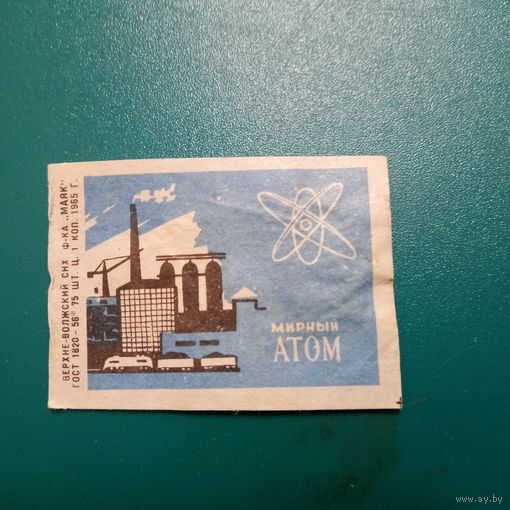 ВЕРХНЕ-ВОЛЖСКИЙ СНХ Ф-КА „МАЯК"
ГОСТ 1820-56* 75 ШТ. Ц. 1 КОП. 1965 Г.
МИРНЫЙ
АТОМ
www.ay.by